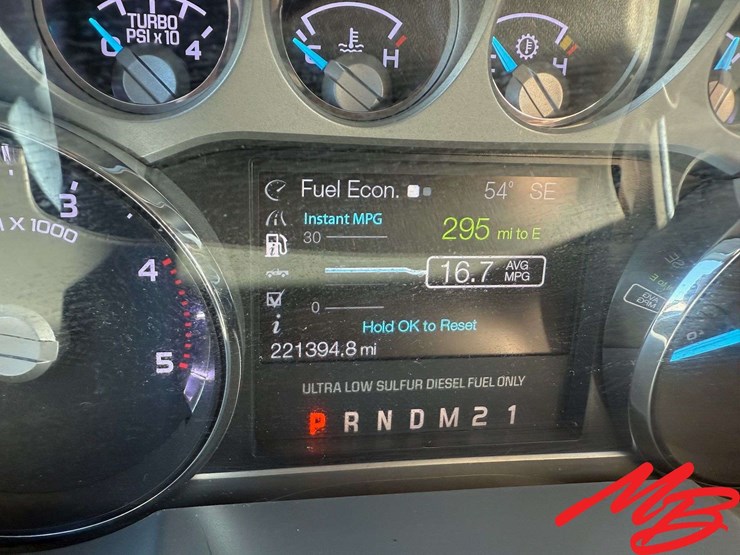 TURBO
PSI x 10
0 4
C H
4
Fuel Econ. 54° SE
Instant MPG
30
295 mi to E
16.7 AVG MPG
0
Hold OK to Reset
221394.8 mi
ULTRA LOW SULFUR DIESEL FUEL ONLY
P R N D M 2 1
3
X 1000
4
5
MB